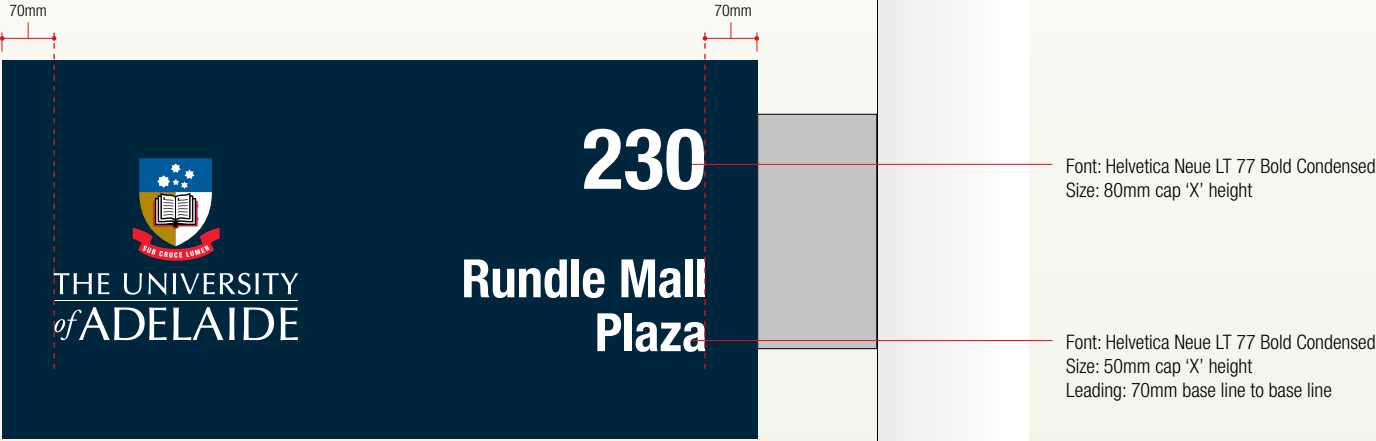 70mm
70mm
230
Font: Helvetica Neue LT 77 Bold Condensed
Size: 80mm cap ‘X’ height
SUB CRUCE LUMEN
THE UNIVERSITY
of ADELAIDE
Rundle Mall
Plaza
Font: Helvetica Neue LT 77 Bold Condensed
Size: 50mm cap ‘X’ height
Leading: 70mm base line to base line